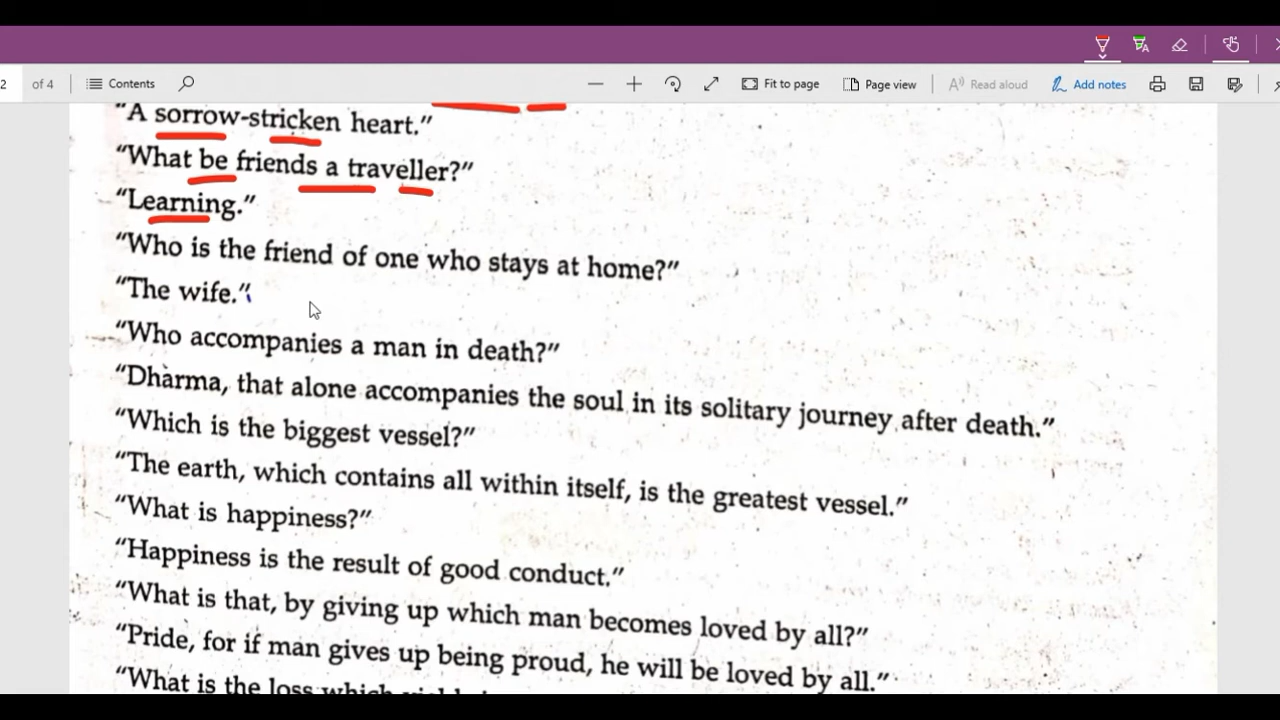 2 of 4 Contents Fit to page Page view Read aloud Add notes
“A sorrow-stricken heart.”
“What be friends a traveller?”
“Learning.”
“Who is the friend of one who stays at home?”
“The wife.”
“Who accompanies a man in death?”
“Dharma, that alone accompanies the soul in its solitary journey after death.”
“Which is the biggest vessel?”
“The earth, which contains all within itself, is the greatest vessel.”
“What is happiness?”
“Happiness is the result of good conduct.”
“What is that, by giving up which man becomes loved by all?”
“Pride, for if man gives up being proud, he will be loved by all.”
“What is the loss which